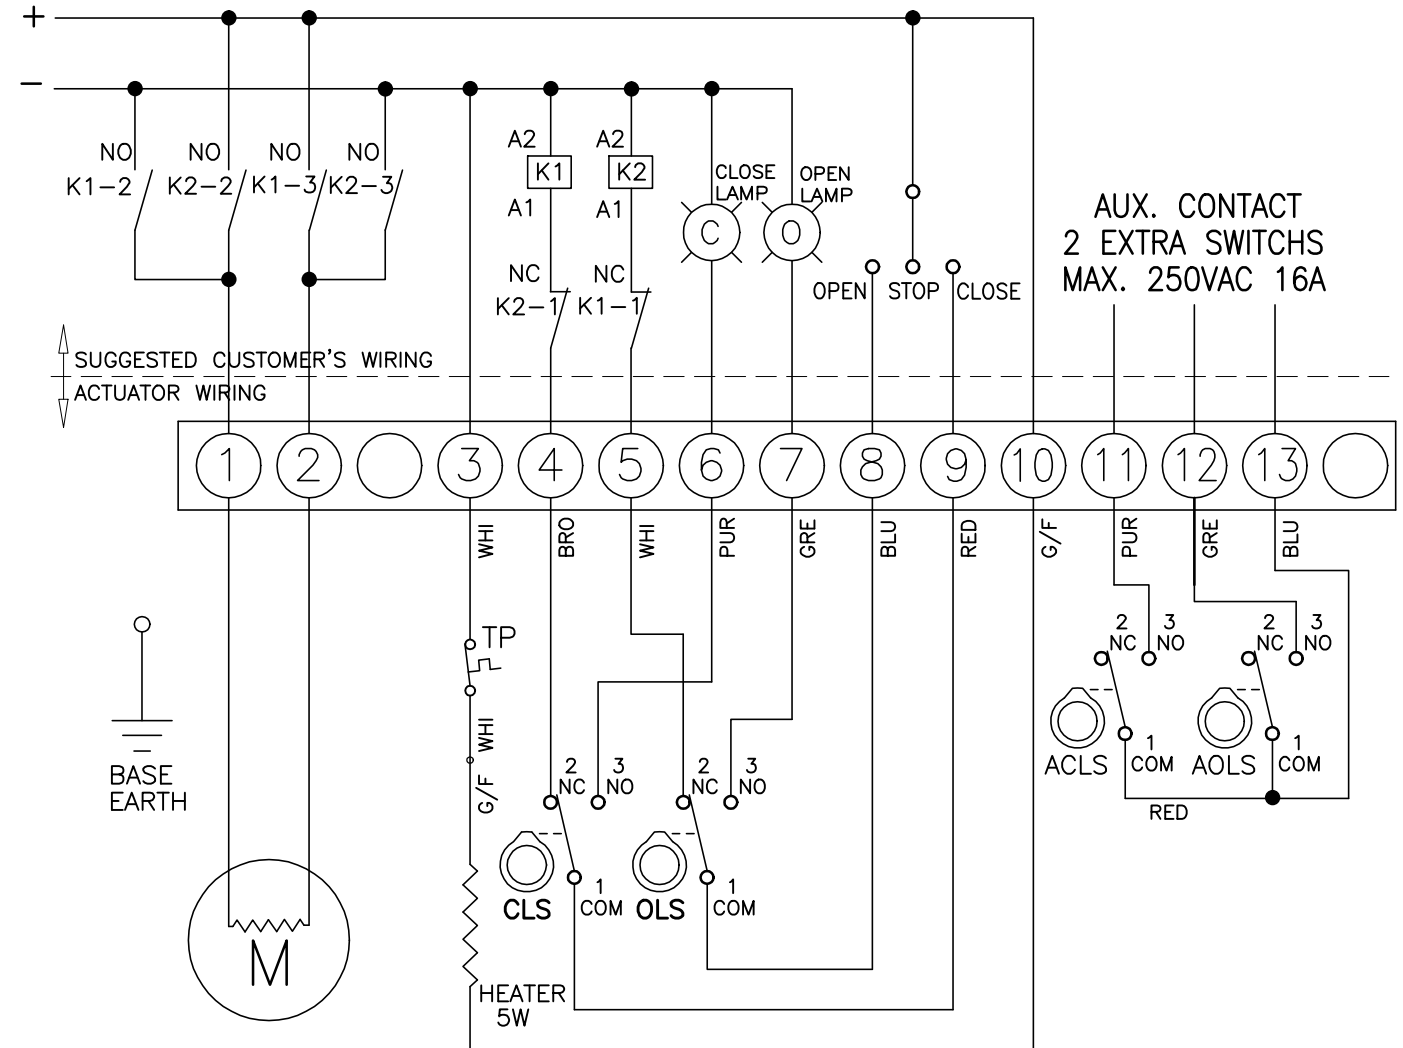 +
−
NO
NO
NO
NO
K1−2
K2−2
K1−3
K2−3
A2
K1
A1
A2
K2
A1
NC
K2−1
NC
K1−1
CLOSE
LAMP
C
OPEN
LAMP
O
OPEN
STOP
CLOSE
AUX. CONTACT
2 EXTRA SWITCHS
MAX. 250VAC 16A
SUGGESTED CUSTOMER'S WIRING
ACTUATOR WIRING
1
2
3
4
5
6
7
8
9
10
11
12
13
WHI
BRO
WHI
PUR
GRE
BLU
RED
G/F
PUR
GRE
BLU
TP
WHI
G/F
BASE
EARTH
M
HEATER
5W
2
NC
3
NO
1
COM
CLS
2
NC
3
NO
1
COM
OLS
2
NC
3
NO
1
COM
ACLS
2
NC
3
NO
1
COM
AOLS
RED